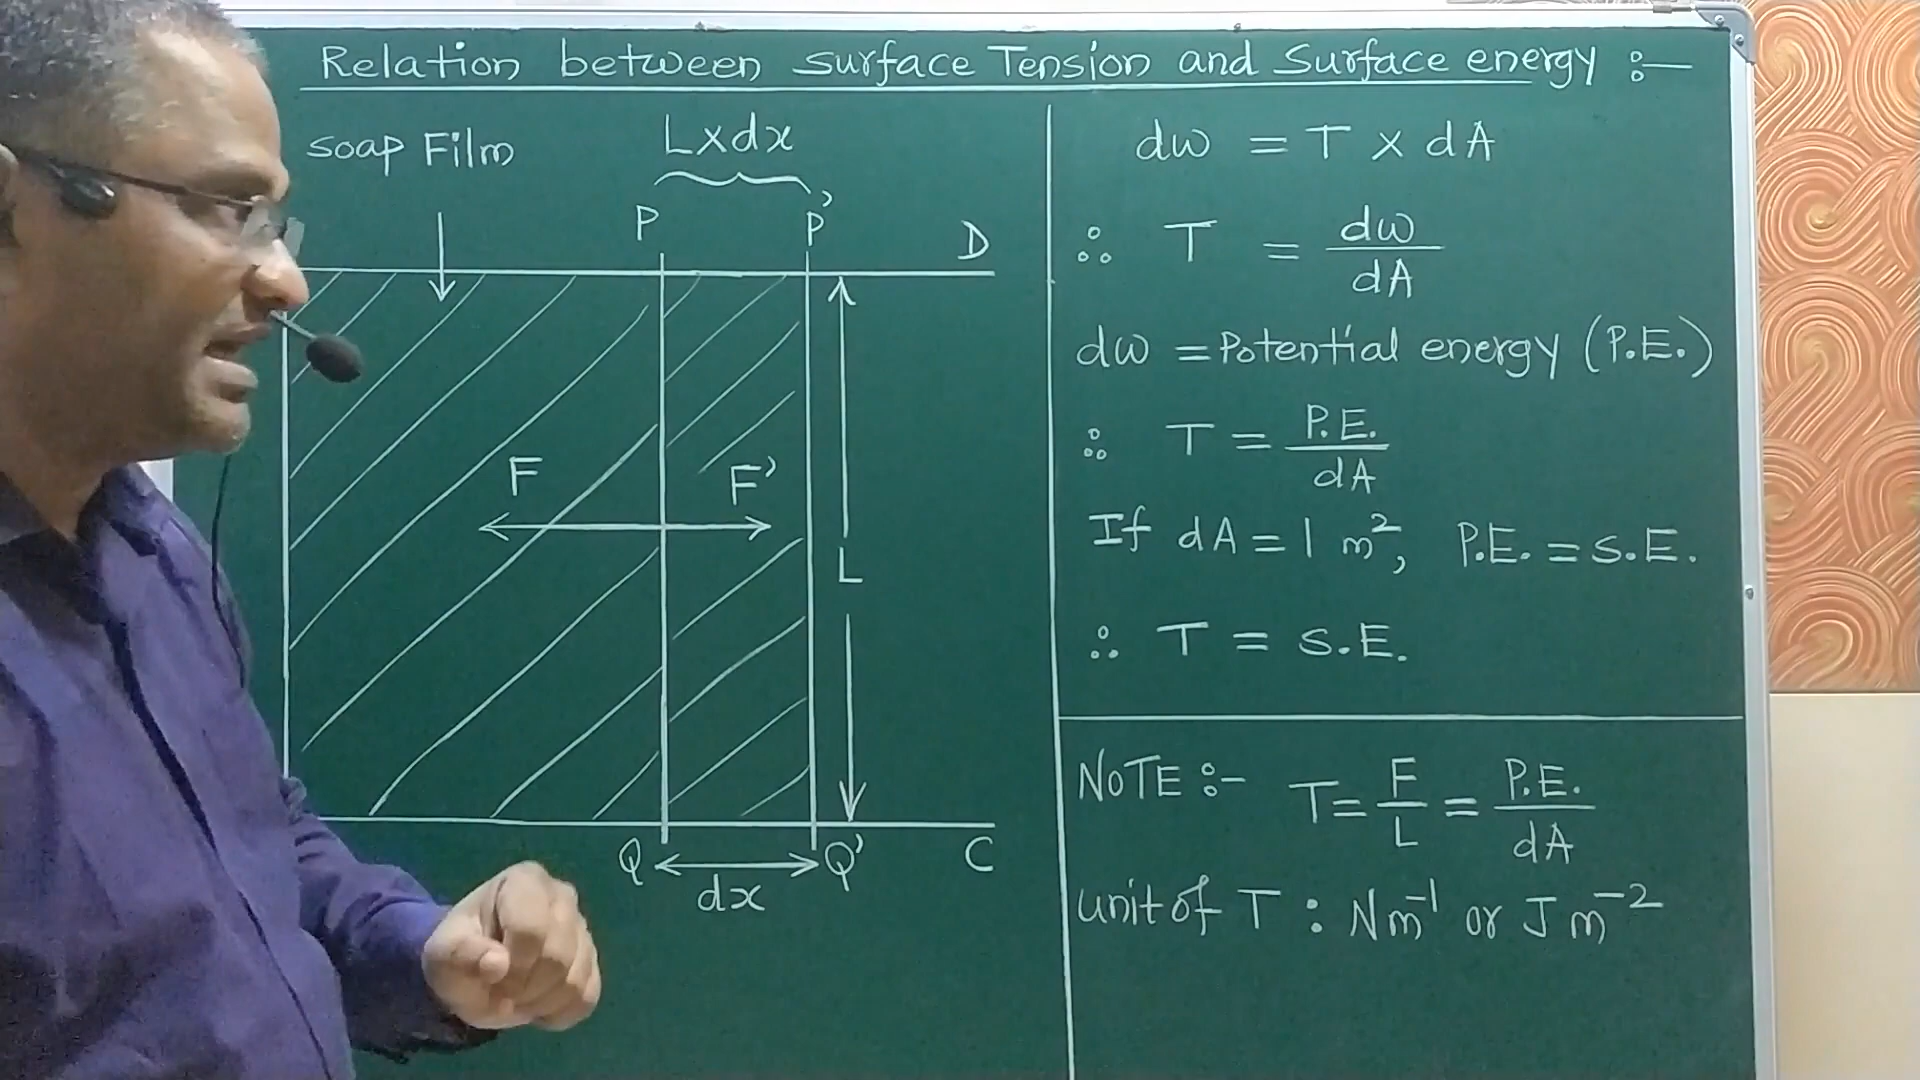 Relation between surface Tension and Surface energy :—
soap Film
L×dx
P
P'
D
F
F'
L
Q
Q'
C
dx
dw = T × dA
∴ T = dw/dA
dw = Potential energy (P.E.)
∴ T = P.E./dA
If dA = 1 m², P.E. = S.E.
∴ T = S.E.
NOTE :- T = F/L = P.E./dA
unit of T : Nm⁻¹ or Jm⁻²